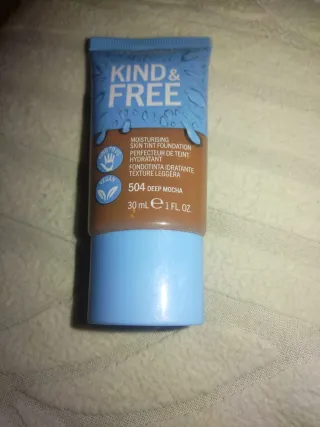 KIND &
FREE
MOISTURISING
SKIN TINT FOUNDATION
PERFECTEUR DE TEINT
HYDRATANT
FONDOTINTA IDRATANTE,
TEXTURE LEGGERA
VEGAN
504 DEEP MOCHA
30 mL ℮ 1 FL. OZ.